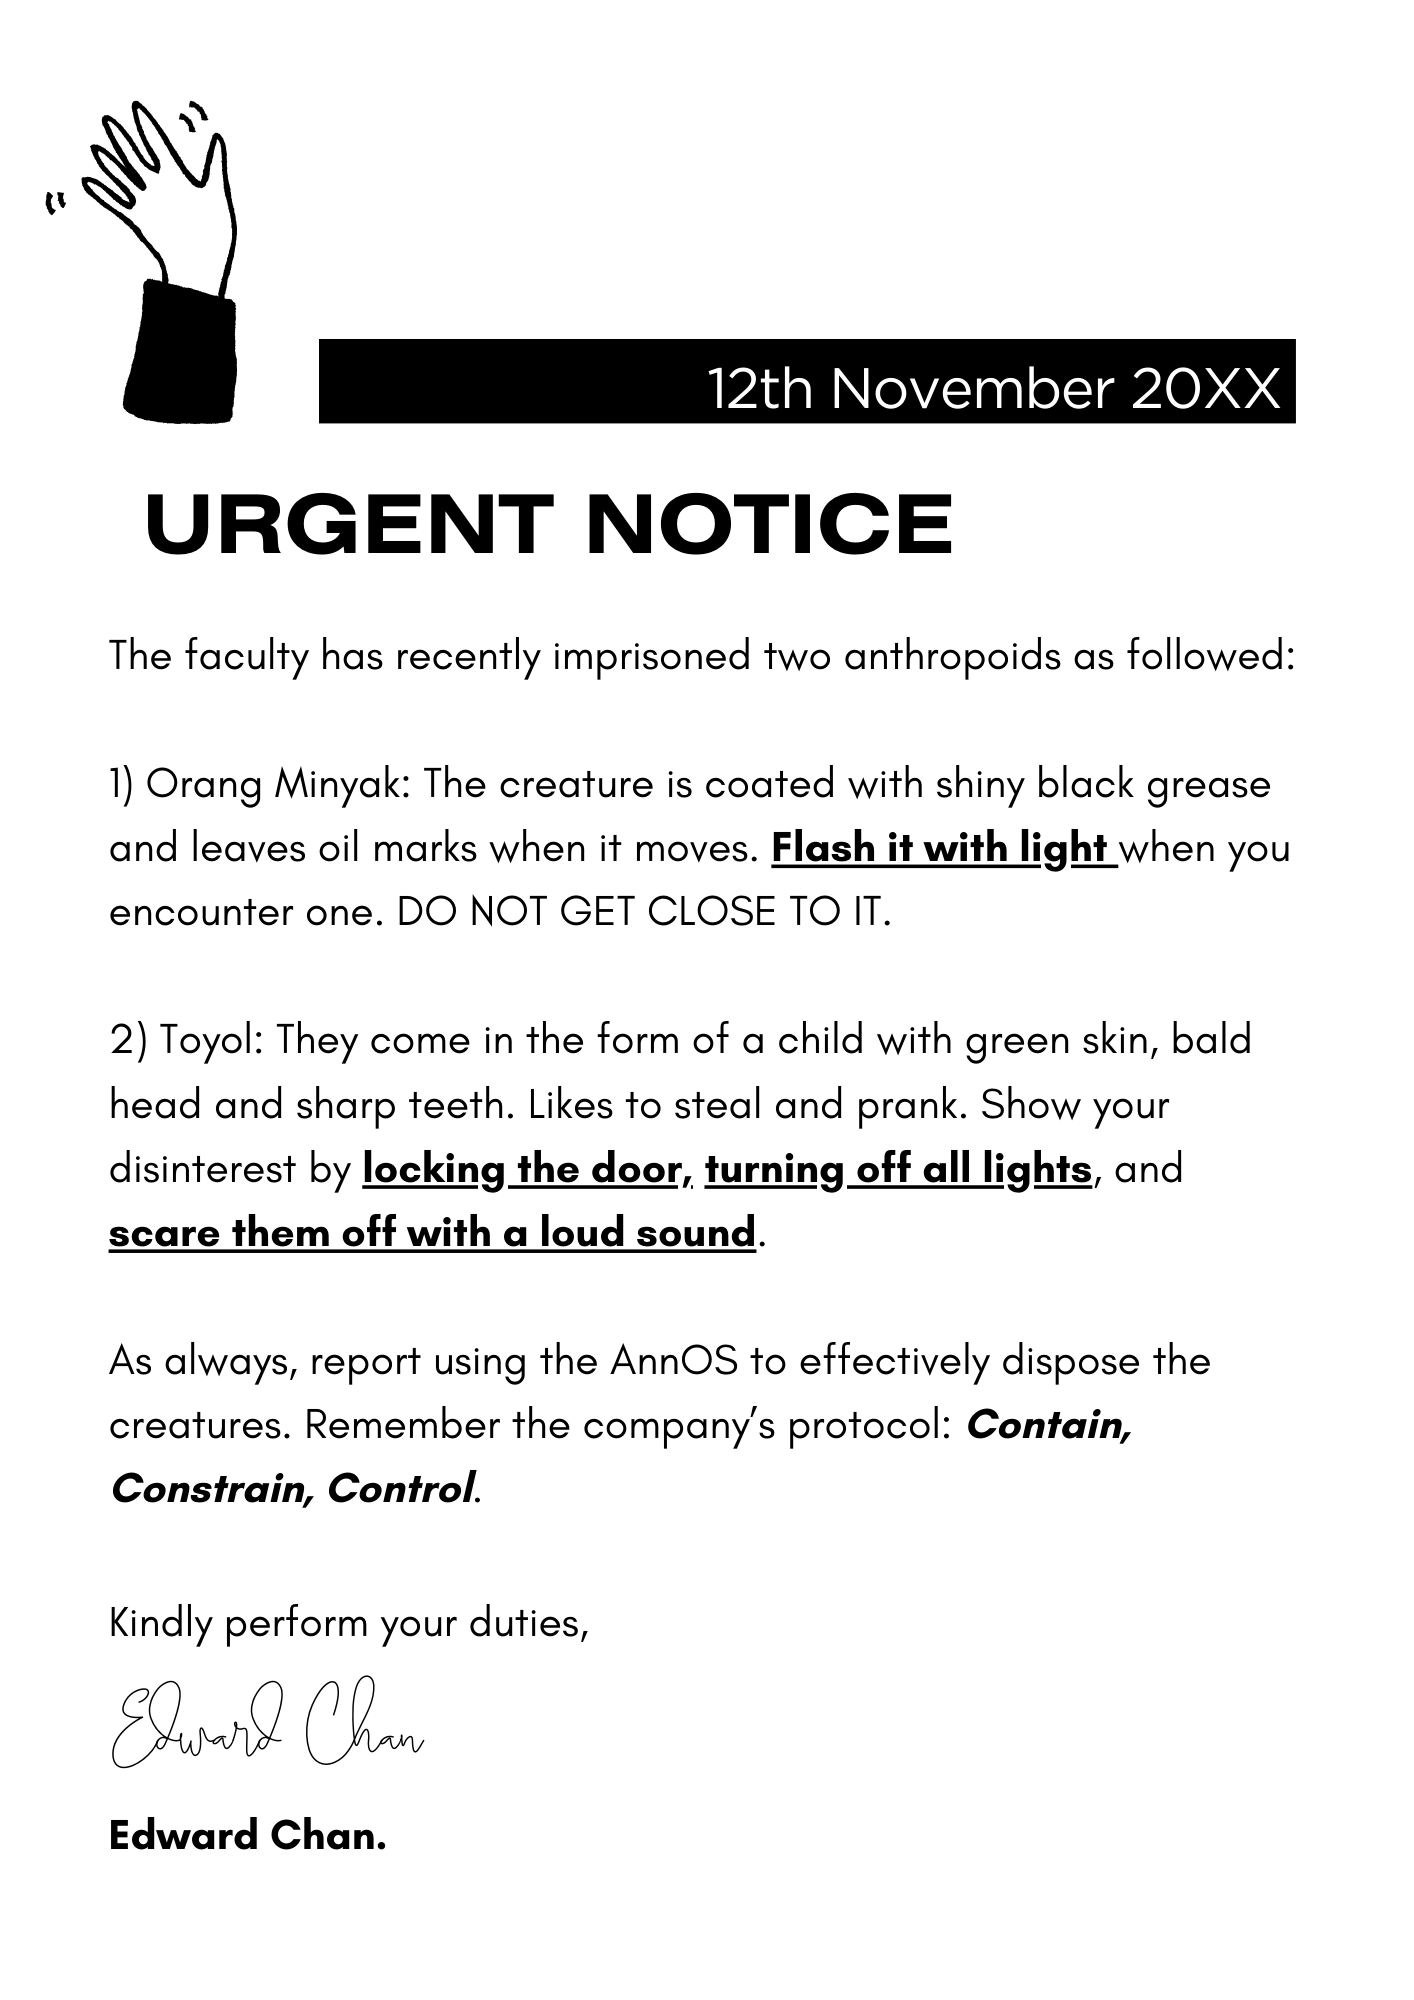 12th November 20XX
URGENT NOTICE
The faculty has recently imprisoned two anthropoids as followed:
1) Orang Minyak: The creature is coated with shiny black grease
and leaves oil marks when it moves. Flash it with light when you
encounter one. DO NOT GET CLOSE TO IT.
2) Toyol: They come in the form of a child with green skin, bald
head and sharp teeth. Likes to steal and prank. Show your
disinterest by locking the door, turning off all lights, and
scare them off with a loud sound.
As always, report using the AnnOS to effectively dispose the
creatures. Remember the company’s protocol: Contain,
Constrain, Control.
Kindly perform your duties,
Edward Chan
Edward Chan.